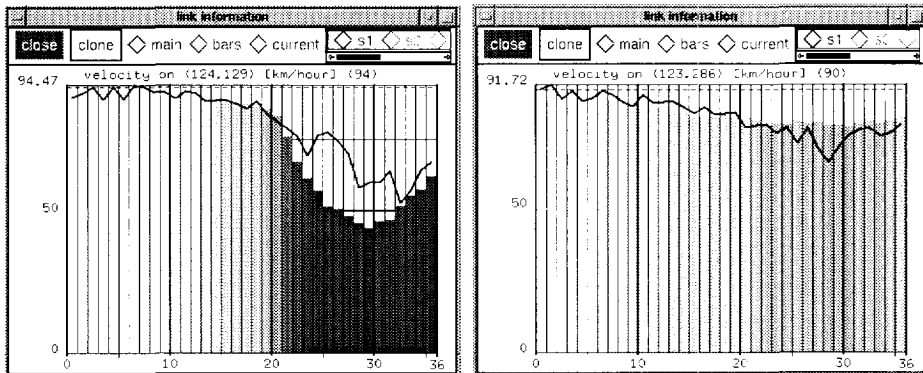 link information
close clone main bars current s1
velocity on (124.129) [km/hour] (94)
94.47
50
0
0 10 20 30 36
link information
close clone main bars current s1
velocity on (123.286) [km/hour] (90)
91.72
50
0
0 10 20 30 36